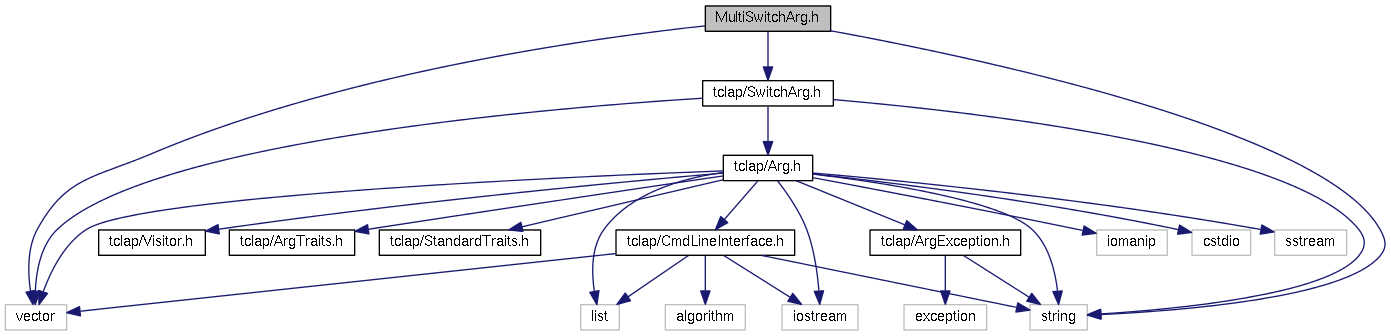 MultiSwitchArg.h
tclap/SwitchArg.h
tclap/Arg.h
tclap/Visitor.h
tclap/ArgTraits.h
tclap/StandardTraits.h
tclap/CmdLineInterface.h
tclap/ArgException.h
iomanip
cstdio
sstream
vector
list
algorithm
iostream
exception
string